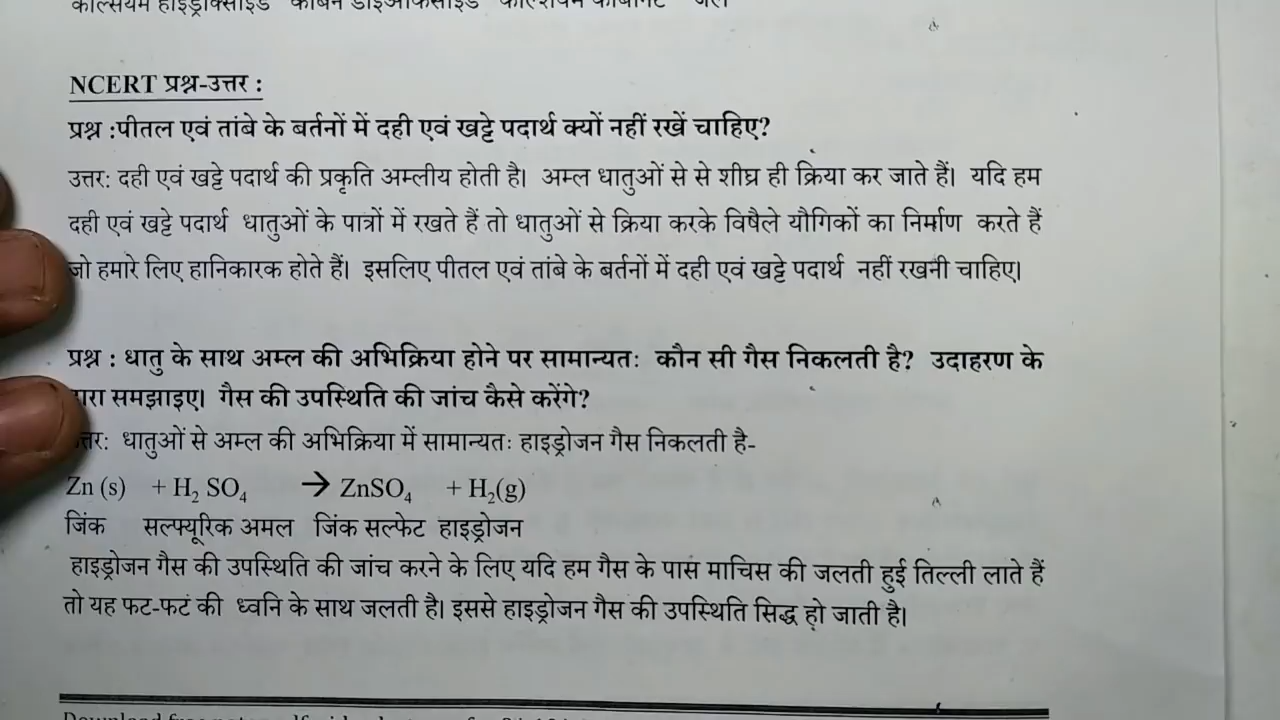 NCERT प्रश्न-उत्तर :
प्रश्न :पीतल एवं तांबे के बर्तनों में दही एवं खट्टे पदार्थ क्यों नहीं रखें चाहिए?
उत्तर: दही एवं खट्टे पदार्थ की प्रकृति अम्लीय होती है। अम्ल धातुओं से से शीघ्र ही क्रिया कर जाते हैं। यदि हम
दही एवं खट्टे पदार्थ धातुओं के पात्रों में रखते हैं तो धातुओं से क्रिया करके विषैले यौगिकों का निर्माण करते हैं
जो हमारे लिए हानिकारक होते हैं। इसलिए पीतल एवं तांबे के बर्तनों में दही एवं खट्टे पदार्थ नहीं रखनी चाहिए।
प्रश्न : धातु के साथ अम्ल की अभिक्रिया होने पर सामान्यतः कौन सी गैस निकलती है? उदाहरण के
समझाइए। गैस की उपस्थिति की जांच कैसे करेंगे?
धातुओं से अम्ल की अभिक्रिया में सामान्यतः हाइड्रोजन गैस निकलती है-
Zn (s) + H₂ SO₄ → ZnSO₄ + H₂(g)
जिंक सल्फ्यूरिक अमल जिंक सल्फेट हाइड्रोजन
हाइड्रोजन गैस की उपस्थिति की जांच करने के लिए यदि हम गैस के पास माचिस की जलती हुई तिल्ली लाते हैं
तो यह फट-फट की ध्वनि के साथ जलती है। इससे हाइड्रोजन गैस की उपस्थिति सिद्ध हो जाती है।